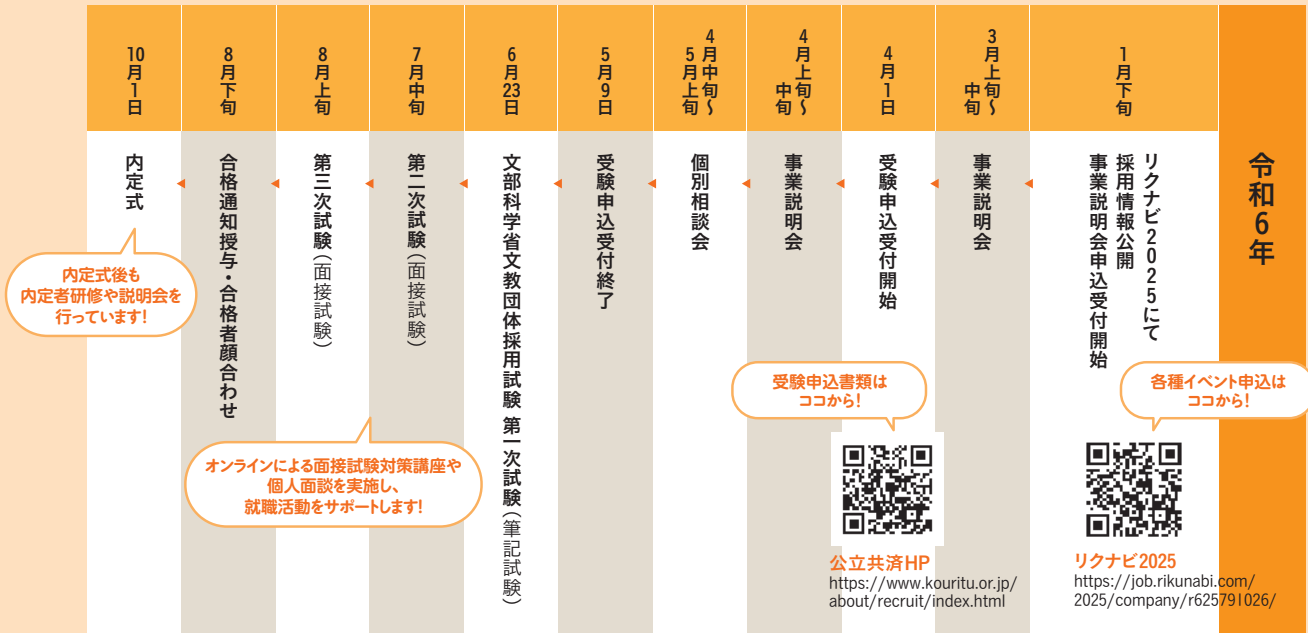 令和6年
1月下旬
リクナビ2025にて
採用情報公開
事業説明会申込受付開始
各種イベント申込は
ココから!
リクナビ2025
https://job.rikunabi.com/
2025/company/r625791026/
3月上旬～
中旬
事業説明会
4月1日
受験申込受付開始
受験申込書類は
ココから!
公立共済HP
https://www.kouritu.or.jp/
about/recruit/index.html
4月上旬～
中旬
事業説明会
4月中旬～
5月上旬
個別相談会
5月9日
受験申込受付終了
6月23日
文部科学省文教団体採用試験 第一次試験（筆記試験）
7月中旬
第二次試験（面接試験）
オンラインによる面接試験対策講座や
個人面談を実施し、
就職活動をサポートします!
8月上旬
第三次試験（面接試験）
8月下旬
合格通知授与・合格者顔合わせ
10月1日
内定式
内定式後も
内定者研修や説明会を
行っています!